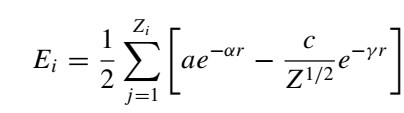 $E_i = \frac{1}{2} \sum_{j=1}^{Z_i} \left[ a e^{-\alpha r} - \frac{c}{Z^{1/2}} e^{-\gamma r} \right]$